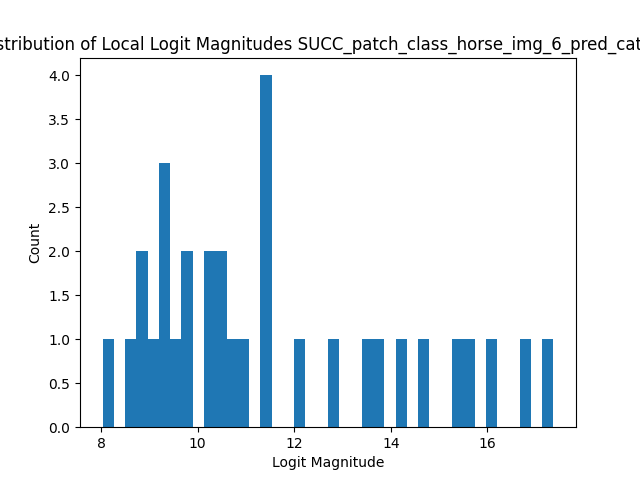 stribution of Local Logit Magnitudes SUCC_patch_class_horse_img_6_pred_cat
4.0
3.5
3.0
2.5
2.0
1.5
1.0
0.5
0.0
Count
8 10 12 14 16
Logit Magnitude